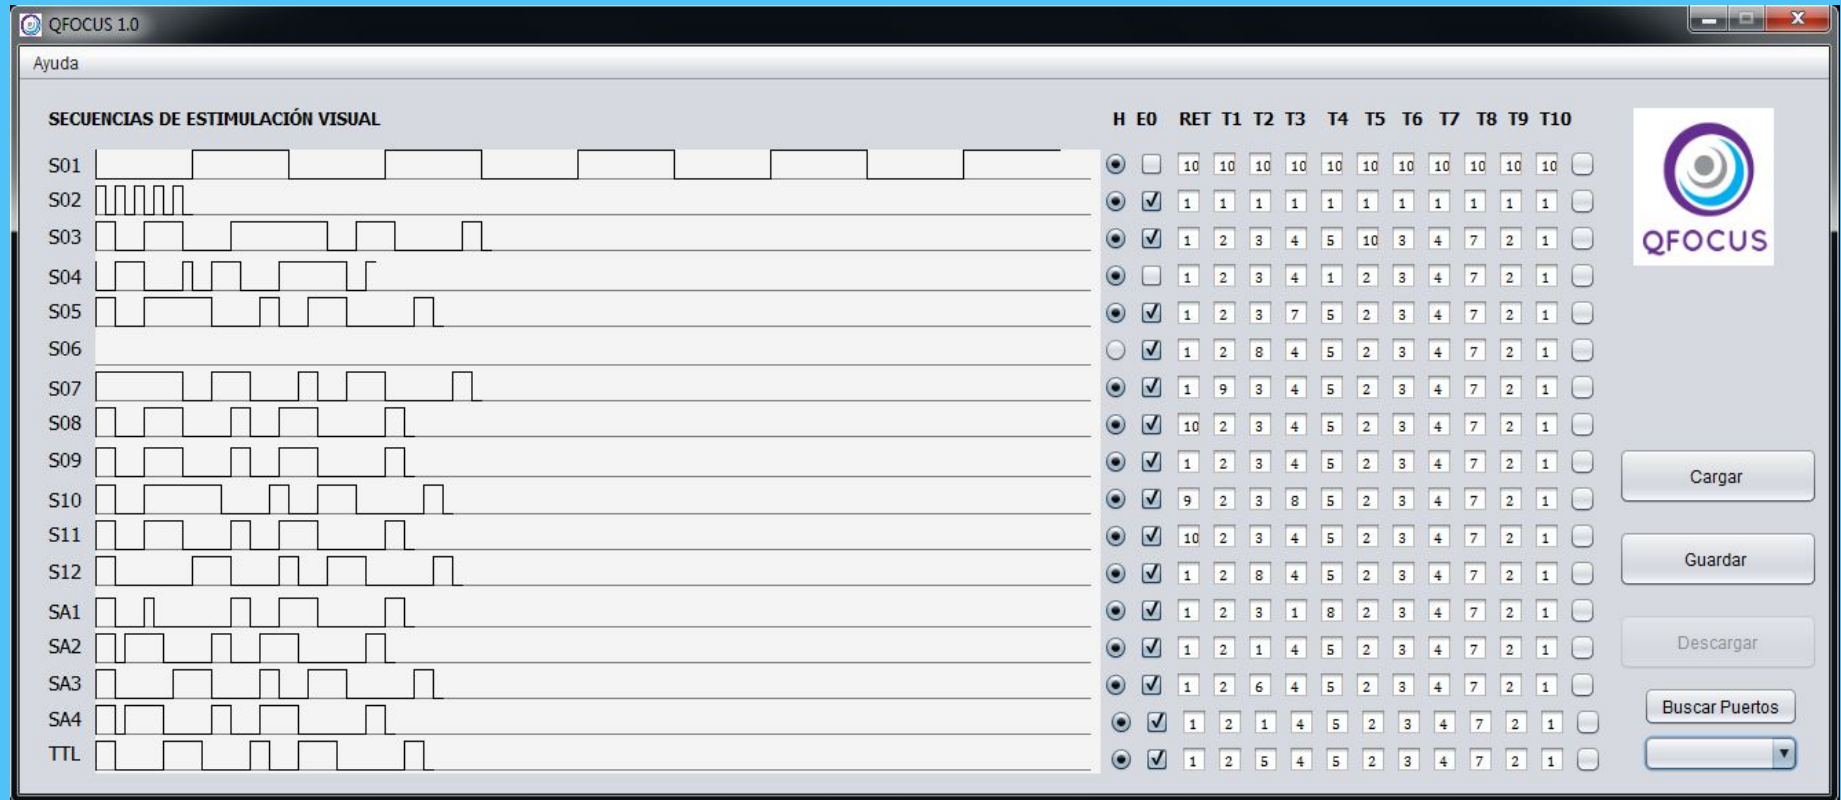 QFOCUS 1.0
Ayuda
SECUENCIAS DE ESTIMULACIÓN VISUAL H E0 RET T1 T2 T3 T4 T5 T6 T7 T8 T9 T10
S01 10 10 10 10 10 10 10 10 10 10 10
S02 1 1 1 1 1 1 1 1 1 1 1
S03 1 2 3 4 5 10 3 4 7 2 1
QFOCUS
S04 1 2 3 4 1 2 3 4 7 2 1
S05 1 2 3 7 5 2 3 4 7 2 1
S06 1 2 8 4 5 2 3 4 7 2 1
S07 1 9 3 4 5 2 3 4 7 2 1
S08 10 2 3 4 5 2 3 4 7 2 1
S09 1 2 3 4 5 2 3 4 7 2 1
Cargar
S10 9 2 3 8 5 2 3 4 7 2 1
S11 10 2 3 4 5 2 3 4 7 2 1
Guardar
S12 1 2 8 4 5 2 3 4 7 2 1
SA1 1 2 3 1 8 2 3 4 7 2 1
SA2 1 2 1 4 5 2 3 4 7 2 1
Descargar
SA3 1 2 6 4 5 2 3 4 7 2 1
Buscar Puertos
SA4 1 2 1 4 5 2 3 4 7 2 1
TTL 1 2 5 4 5 2 3 4 7 2 1